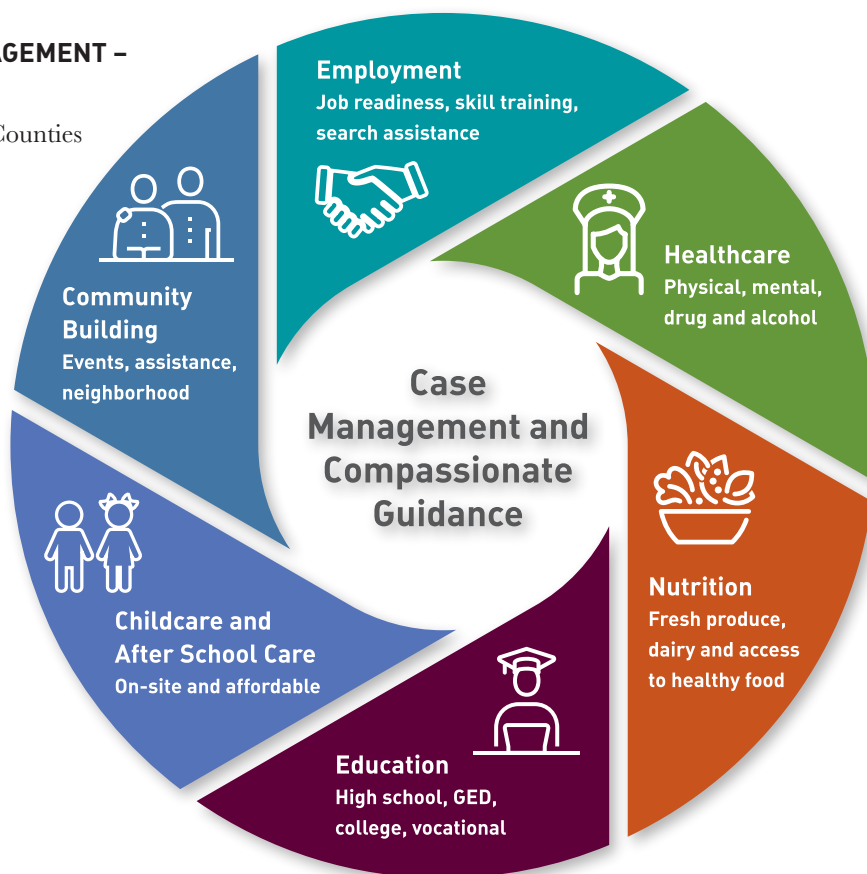 AGEMENT –
Counties
Employment
Job readiness, skill training,
search assistance
Healthcare
Physical, mental,
drug and alcohol
Nutrition
Fresh produce,
dairy and access
to healthy food
Education
High school, GED,
college, vocational
Childcare and
After School Care
On-site and affordable
Community
Building
Events, assistance,
neighborhood
Case
Management and
Compassionate
Guidance